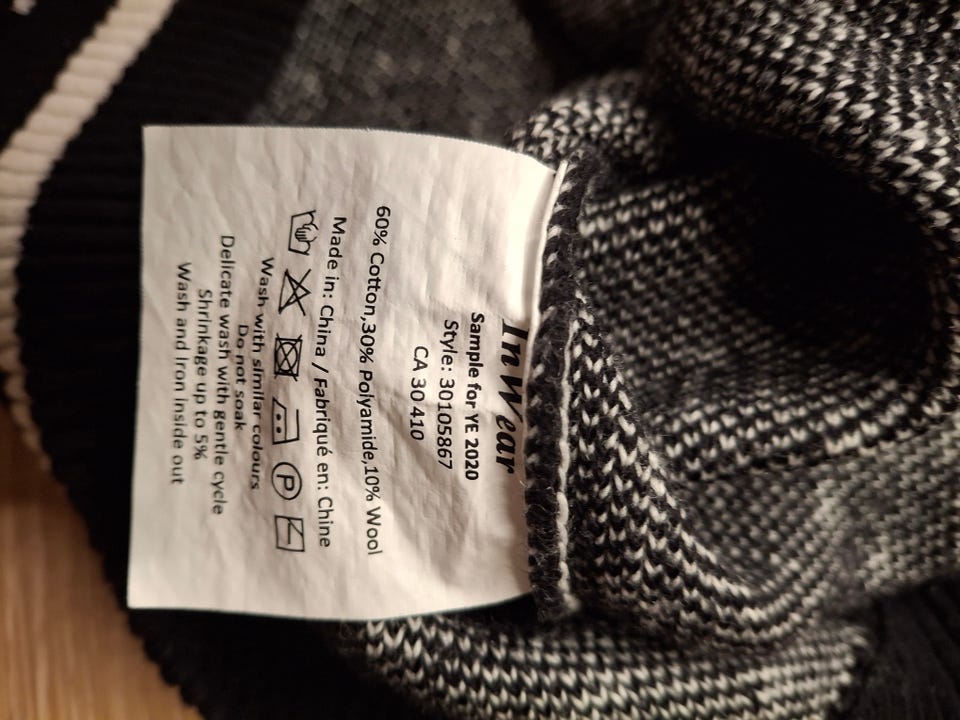 InWear
Sample for YE 2020
Style: 30105867
CA 30 410
60% Cotton,30% Polyamide,10% Wool
Made in: China / Fabriqué en: Chine
P
Wash with similar colours
Do not soak
Delicate wash with gentle cycle
Shrinkage up to 5%
Wash and Iron inside out